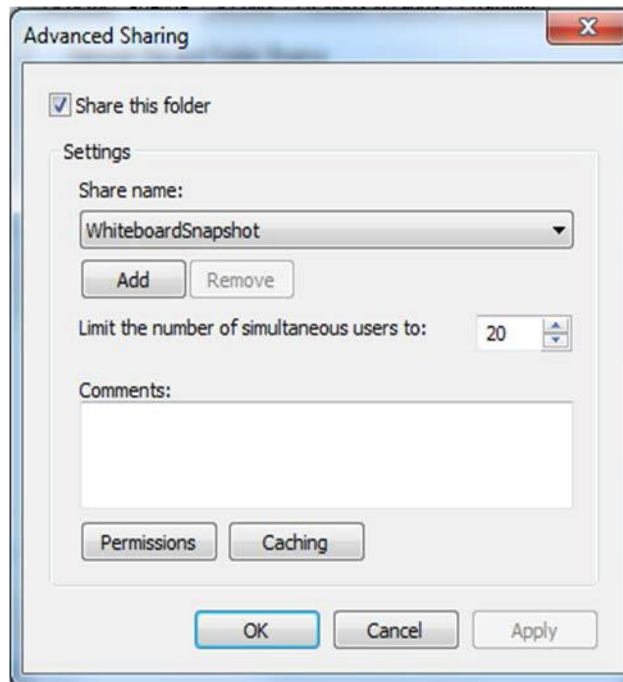 Advanced Sharing
Share this folder
Settings
Share name:
WhiteboardSnapshot
Add Remove
Limit the number of simultaneous users to: 20
Comments:
Permissions Caching
OK Cancel Apply